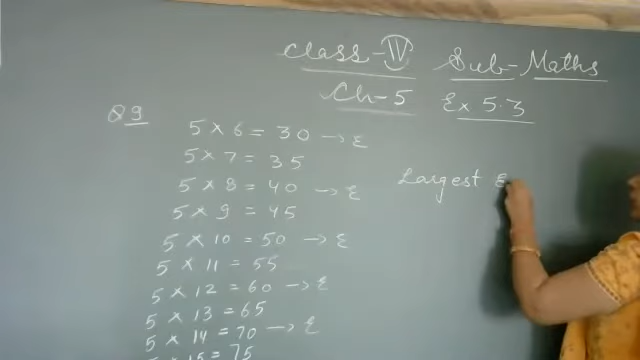 Class-IV Sub-Maths
Ch-5 Ex 5.3
Q 9
5 × 6 = 30 → E
5 × 7 = 35
5 × 8 = 40 → E
5 × 9 = 45
5 × 10 = 50 → E
5 × 11 = 55
5 × 12 = 60 → E
5 × 13 = 65
5 × 14 = 70 → E
5 × 15 = 75
Largest E